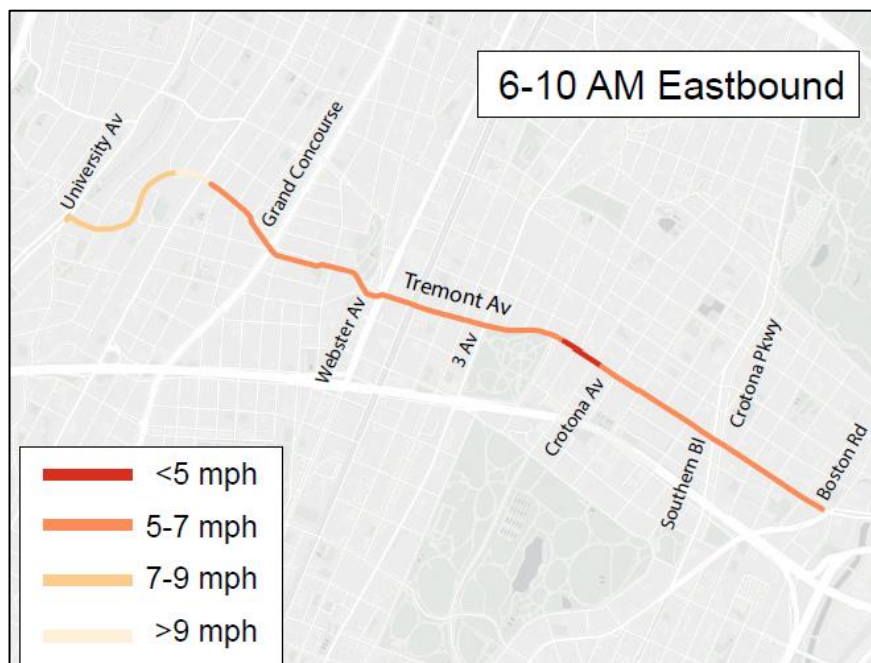 6-10 AM Eastbound
University Av
Grand Concourse
Webster Av
Tremont Av
3 Av
Crotona Av
Southern Bl
Crotona Pkwy
Boston Rd
<5 mph
5-7 mph
7-9 mph
>9 mph